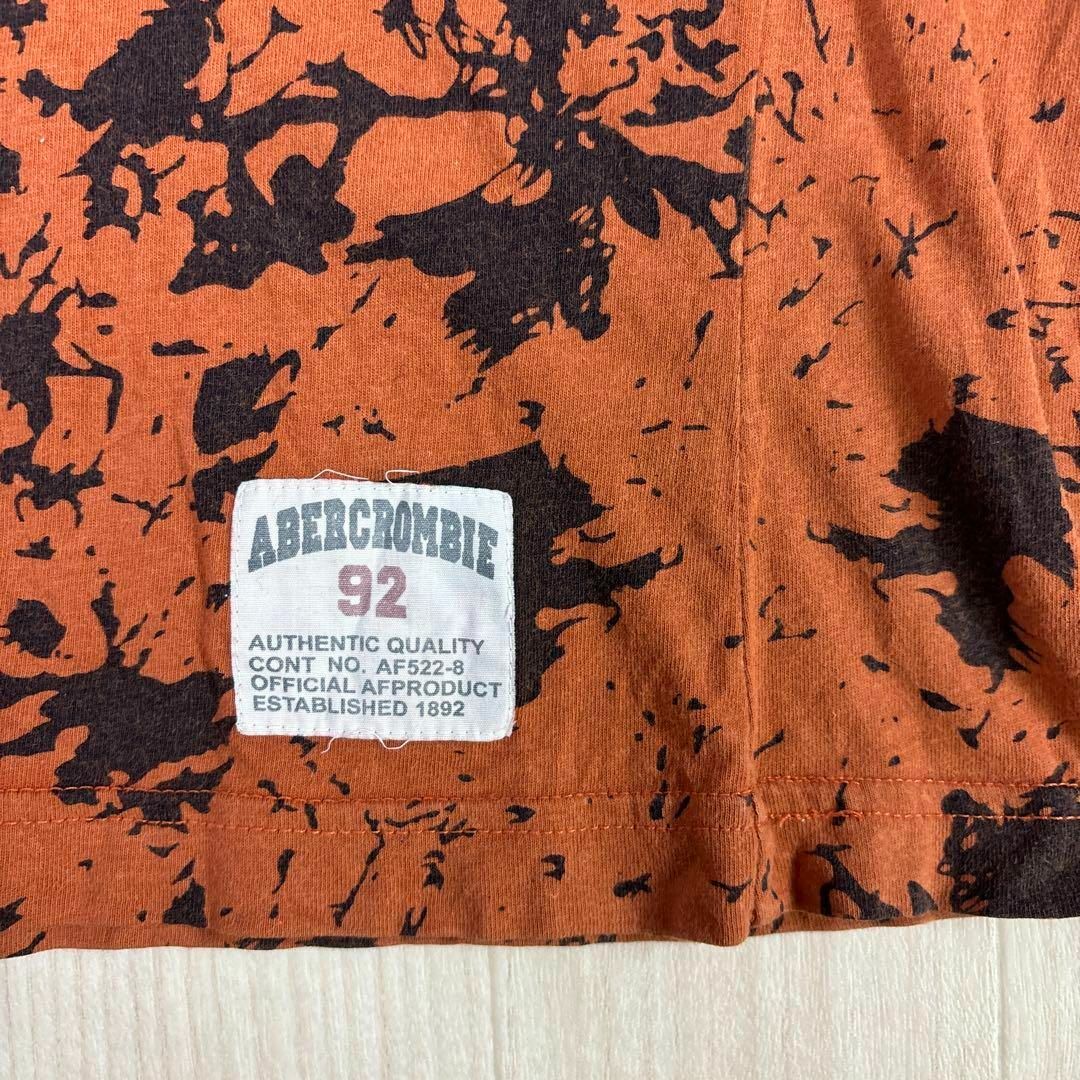 ABERCROMBIE
92
AUTHENTIC QUALITY
CONT NO. AF522-8
OFFICIAL AFPRODUCT
ESTABLISHED 1892